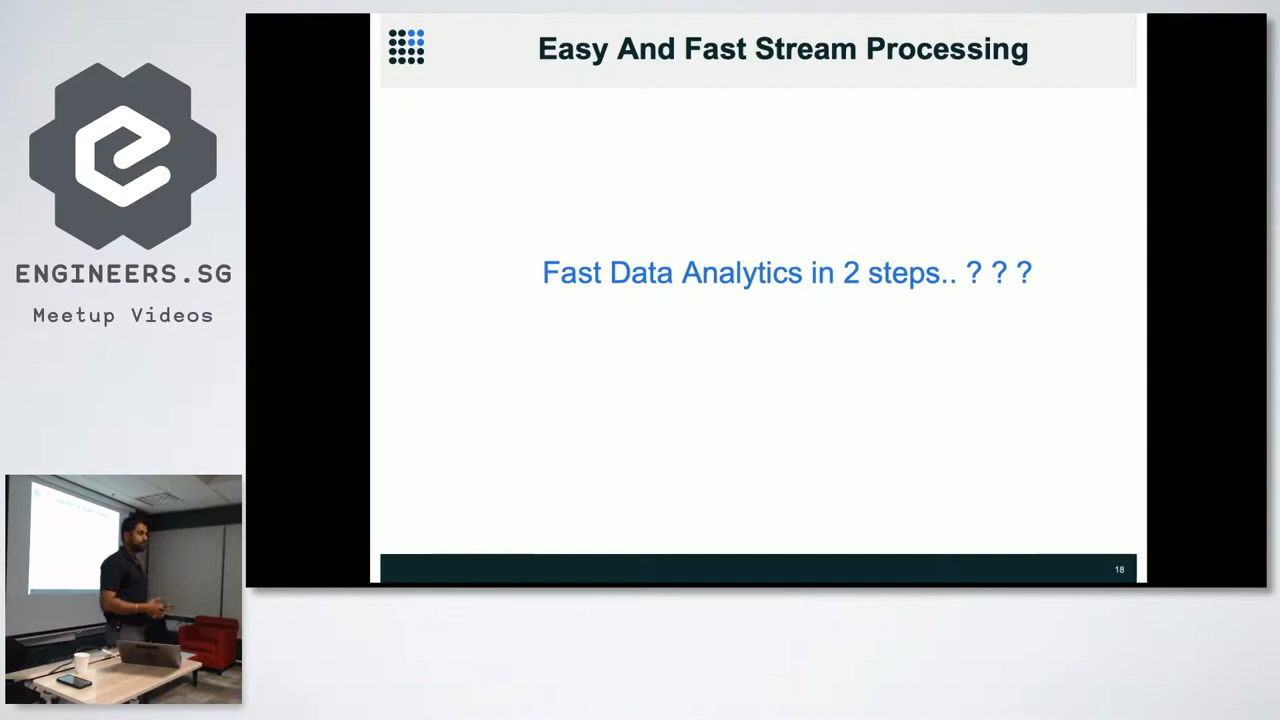 Easy And Fast Stream Processing
ENGINEERS.SG
Meetup Videos
Fast Data Analytics in 2 steps.. ? ? ?
18